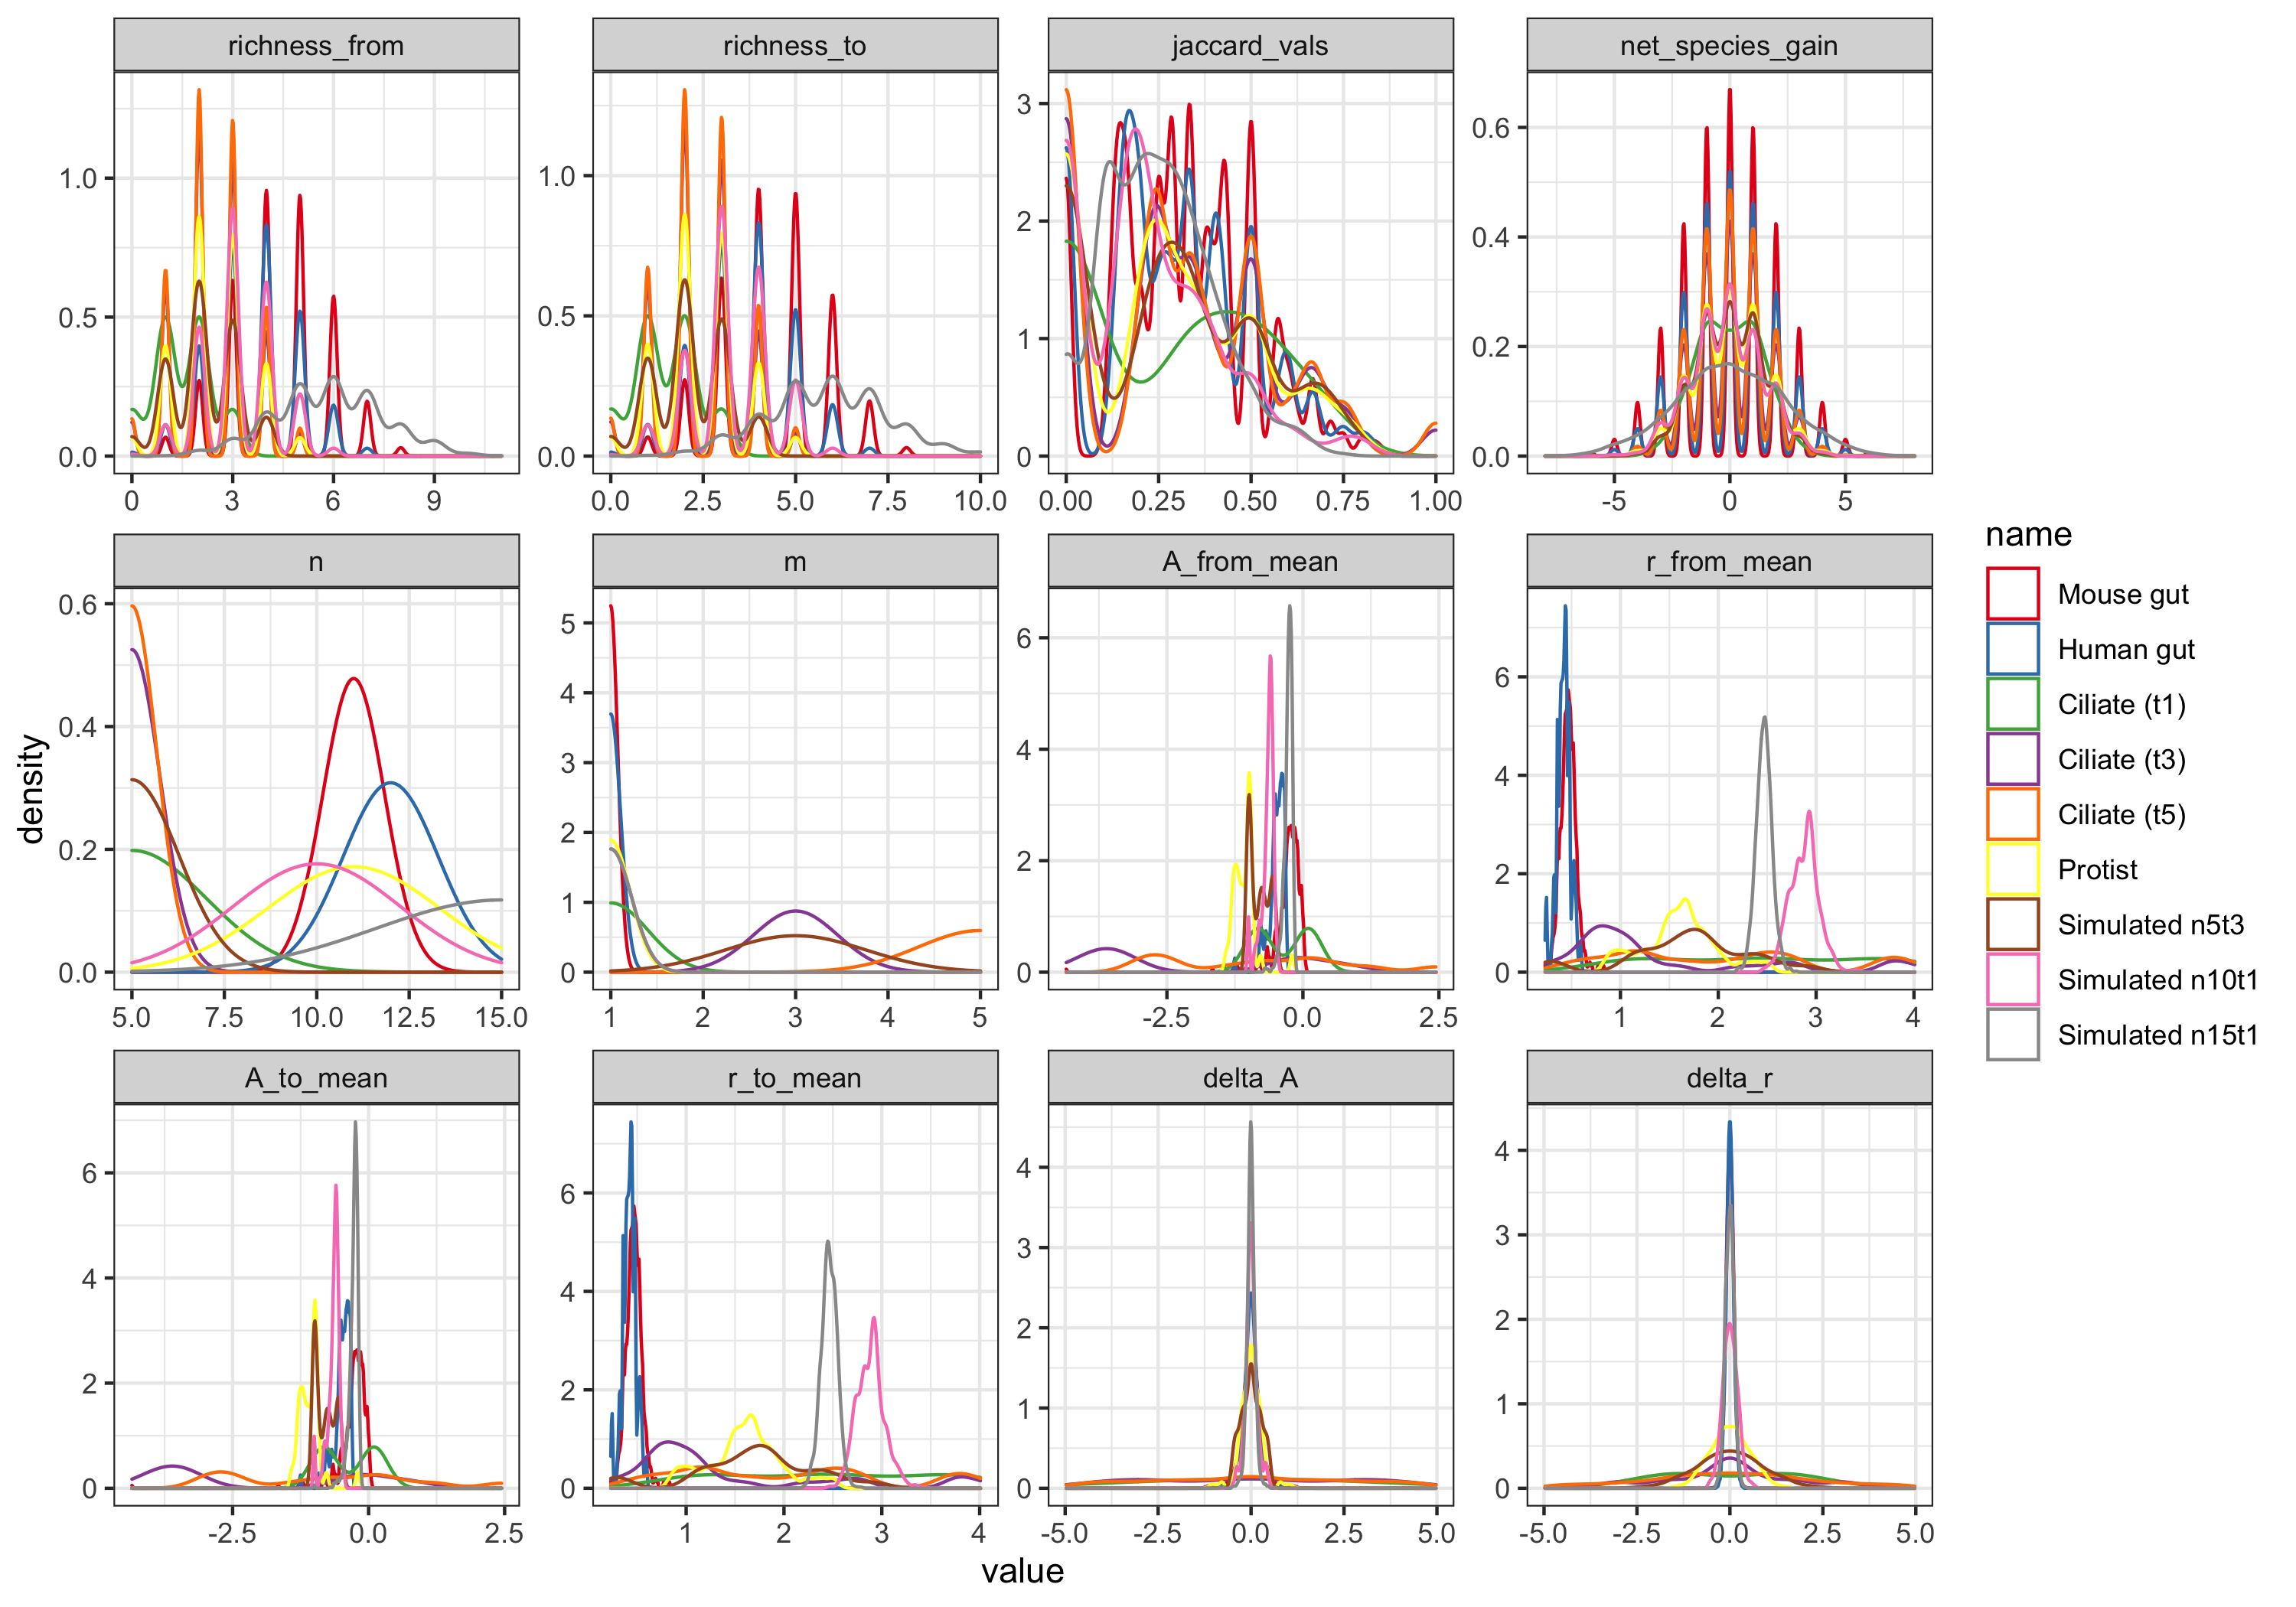 richness_from
richness_to
jaccard_vals
net_species_gain
1.0
0.5
0.0
0 3 6 9
1.0
0.5
0.0
0.0 2.5 5.0 7.5 10.0
3
2
1
0
0.00 0.25 0.50 0.75 1.00
0.6
0.4
0.2
0.0
-5 0 5
n
m
A_from_mean
r_from_mean
0.6
0.4
0.2
0.0
5.0 7.5 10.0 12.5 15.0
5
4
3
2
1
0
1 2 3 4 5
6
4
2
0
-2.5 0.0 2.5
6
4
2
0
1 2 3 4
A_to_mean
r_to_mean
delta_A
delta_r
6
4
2
0
-2.5 0.0 2.5
6
4
2
0
1 2 3 4
4
3
2
1
0
-5.0 -2.5 0.0 2.5 5.0
4
3
2
1
0
-5.0 -2.5 0.0 2.5 5.0
density
value
name
Mouse gut
Human gut
Ciliate (t1)
Ciliate (t3)
Ciliate (t5)
Protist
Simulated n5t3
Simulated n10t1
Simulated n15t1